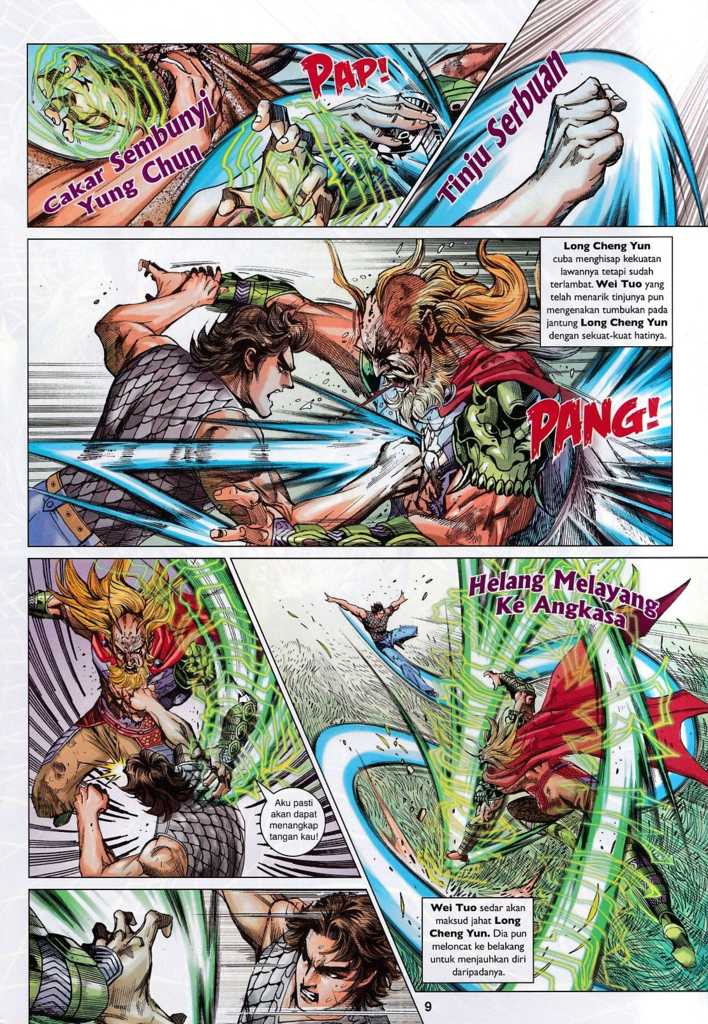 PAP!
Cakar Sembunyi
Yung Chun
Tinju Serbuan
Long Cheng Yun
cuba menghisap kekuatan
lawannya tetapi sudah
terlambat. Wei Tuo yang
telah menarik tinjunya pun
mengenakan tumbukan pada
jantung Long Cheng Yun
dengan sekuat-kuat hatinya.
PANG!
Aku pasti
akan dapat
menangkap
tangan kau!
Helang Melayang
Ke Angkasa
Wei Tuo sedar akan
maksud jahat Long
Cheng Yun. Dia pun
meloncat ke belakang
untuk menjauhkan diri
daripadanya.
9